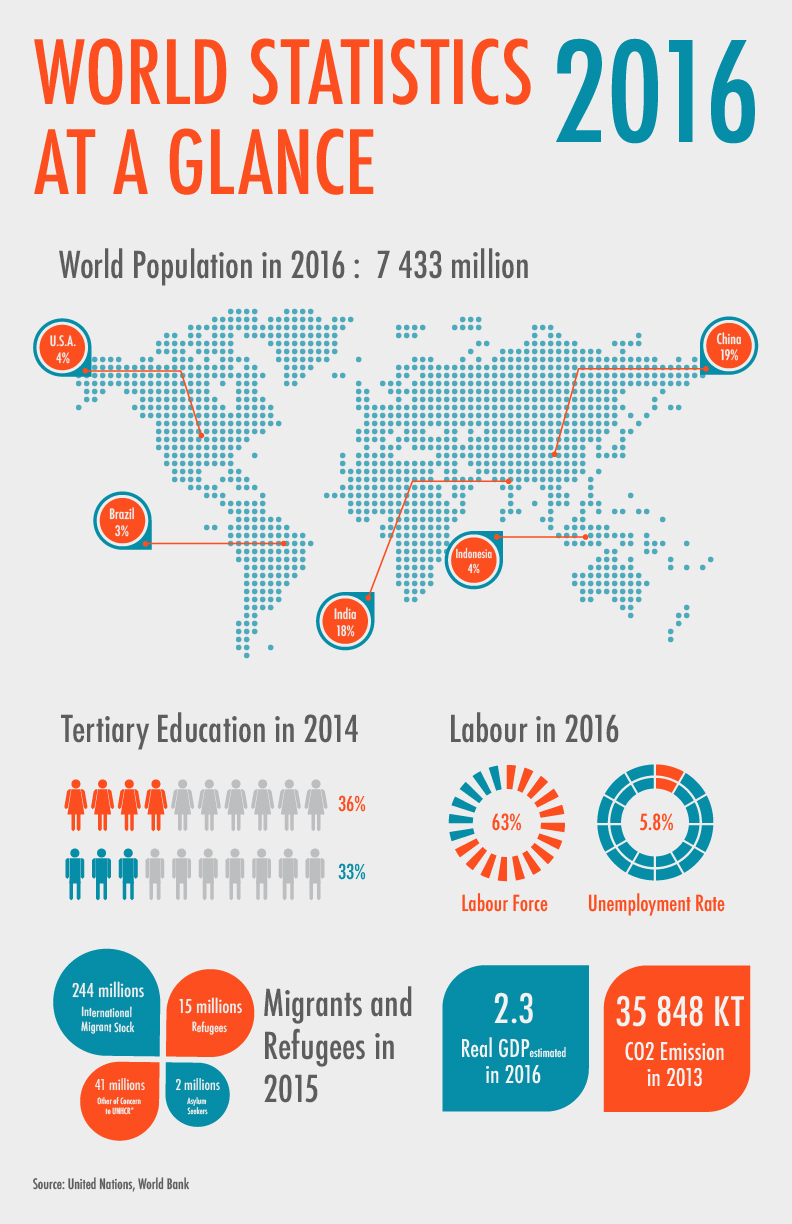 WORLD STATISTICS
AT A GLANCE
2016
World Population in 2016 :  7 433 million
U.S.A.
4%
China
19%
Brazil
3%
Indonesia
4%
India
18%
Tertiary Education in 2014
36%
33%
Labour in 2016
63%
Labour Force
5.8%
Unemployment Rate
244 millions
International
Migrant Stock
15 millions
Refugees
41 millions
Other of Concern
to UNHCR*
2 millions
Asylum
Seekers
Migrants and
Refugees in
2015
2.3
Real GDP estimated
in 2016
35 848 KT
CO2 Emission
in 2013
Source: United Nations, World Bank